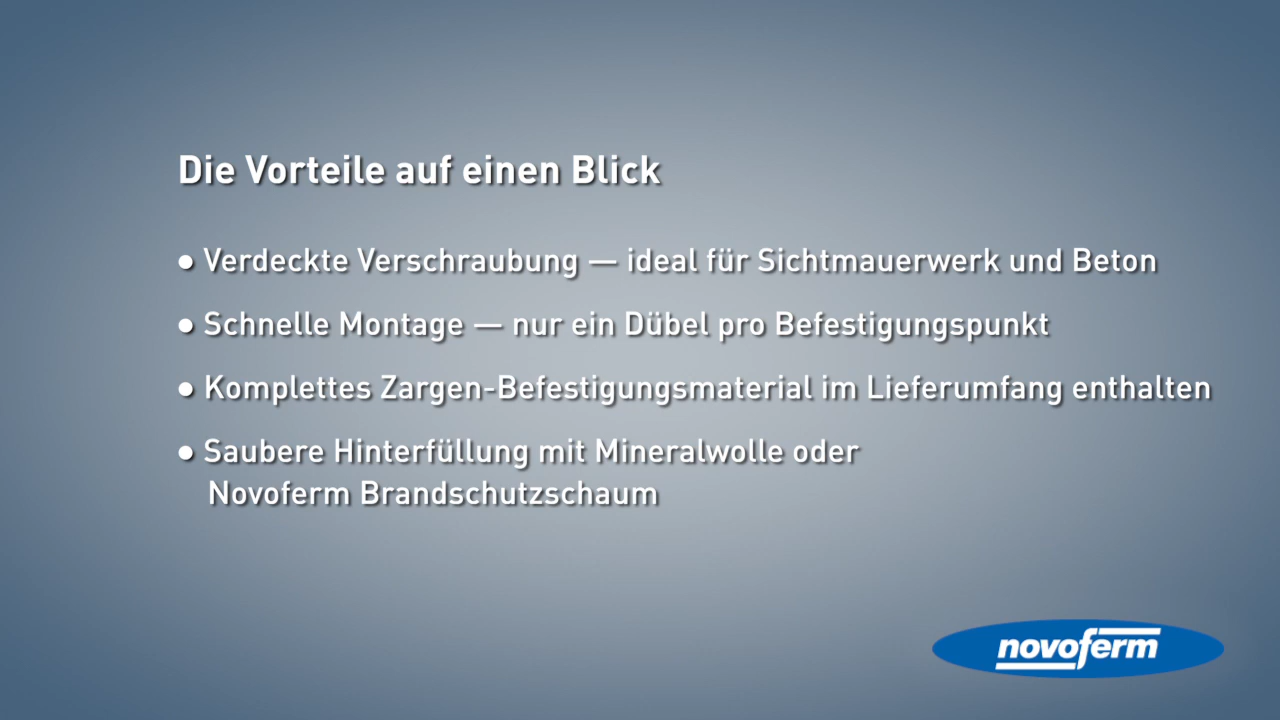 Die Vorteile auf einen Blick
● Verdeckte Verschraubung — ideal für Sichtmauerwerk und Beton
● Schnelle Montage — nur ein Dübel pro Befestigungspunkt
● Komplettes Zargen-Befestigungsmaterial im Lieferumfang enthalten
● Saubere Hinterfüllung mit Mineralwolle oder
Novoferm Brandschutzschaum
novoferm